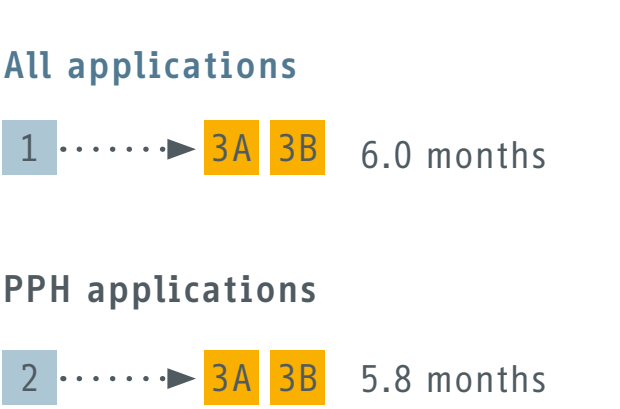 All applications
1 3A 3B 6.0 months
PPH applications
2 3A 3B 5.8 months